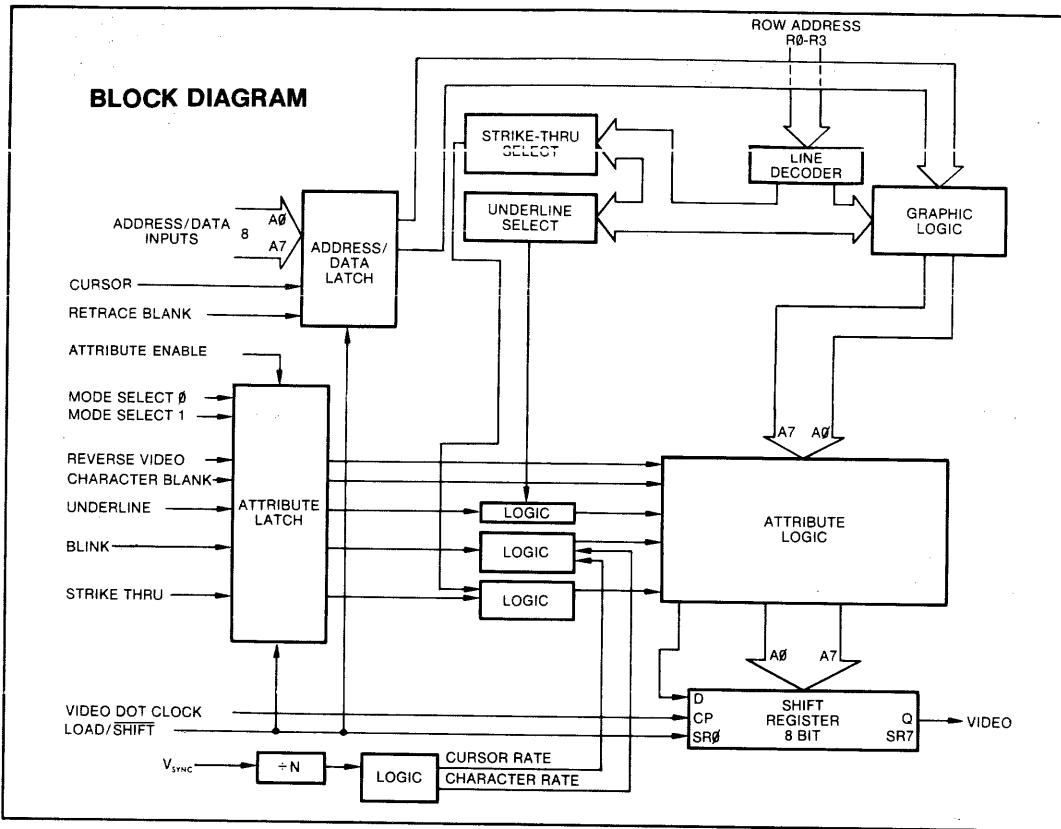 ROW ADDRESS
RØ-R3
BLOCK DIAGRAM
STRIKE-THRU
SELECT
LINE
DECODER
UNDERLINE
SELECT
GRAPHIC
LOGIC
ADDRESS/DATA
INPUTS
8
AØ
A7
ADDRESS/
DATA
LATCH
CURSOR
RETRACE BLANK
ATTRIBUTE ENABLE
MODE SELECT Ø
MODE SELECT 1
REVERSE VIDEO
CHARACTER BLANK
UNDERLINE
BLINK
STRIKE THRU
ATTRIBUTE
LATCH
LOGIC
LOGIC
LOGIC
A7 AØ
ATTRIBUTE
LOGIC
AØ A7
VIDEO DOT CLOCK
LOAD/SHIFT
D
CP
SRØ
SHIFT
REGISTER
8 BIT
Q
SR7
VIDEO
VSYNC
÷N
LOGIC
CURSOR RATE
CHARACTER RATE